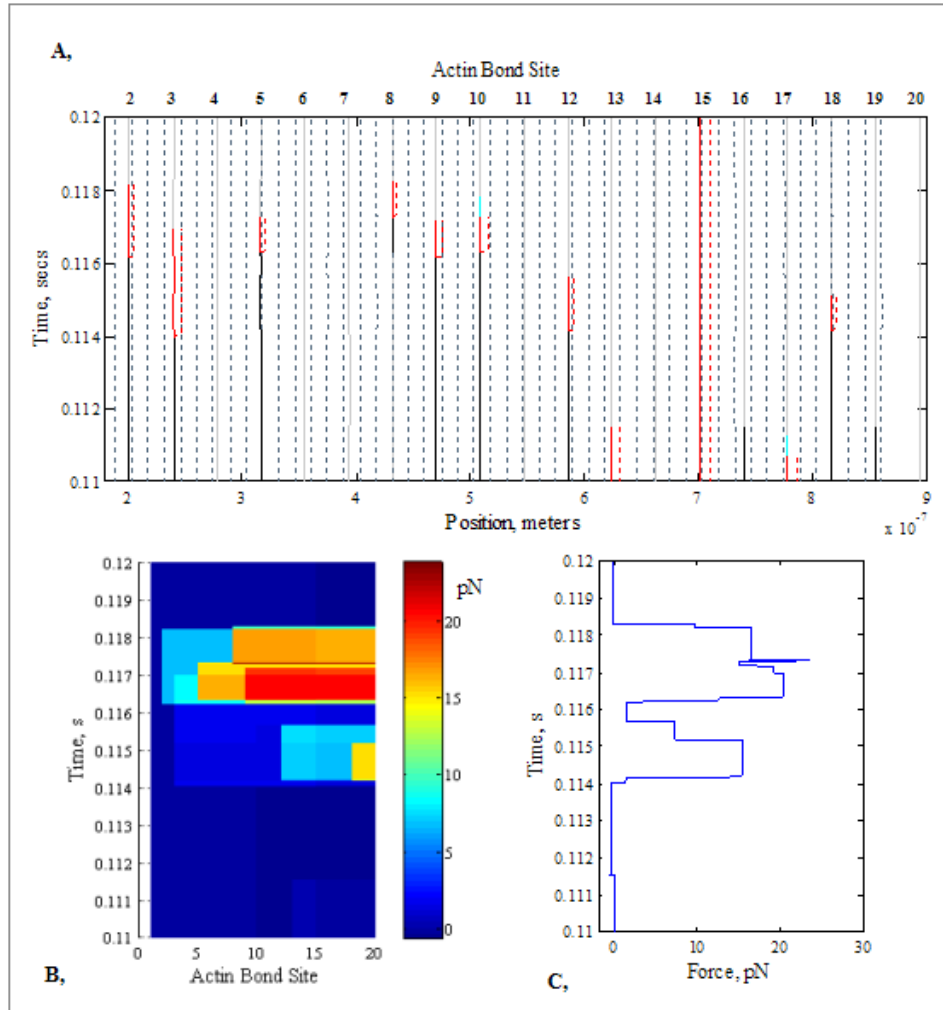 A,
Actin Bond Site
2 3 4 5 6 7 8 9 10 11 12 13 14 15 16 17 18 19 20
0.12
0.118
0.116
0.114
0.112
0.11
Time, secs
2 3 4 5 6 7 8 9
Position, meters
x 10⁻⁷
0.12
0.119
0.118
0.117
0.116
0.115
0.114
0.113
0.112
0.111
0.11
Time, s
0 5 10 15 20
Actin Bond Site
B,
pN
20
15
10
5
0
0.12
0.119
0.118
0.117
0.116
0.115
0.114
0.113
0.112
0.111
0.11
Time, s
0 10 20 30
Force, pN
C,